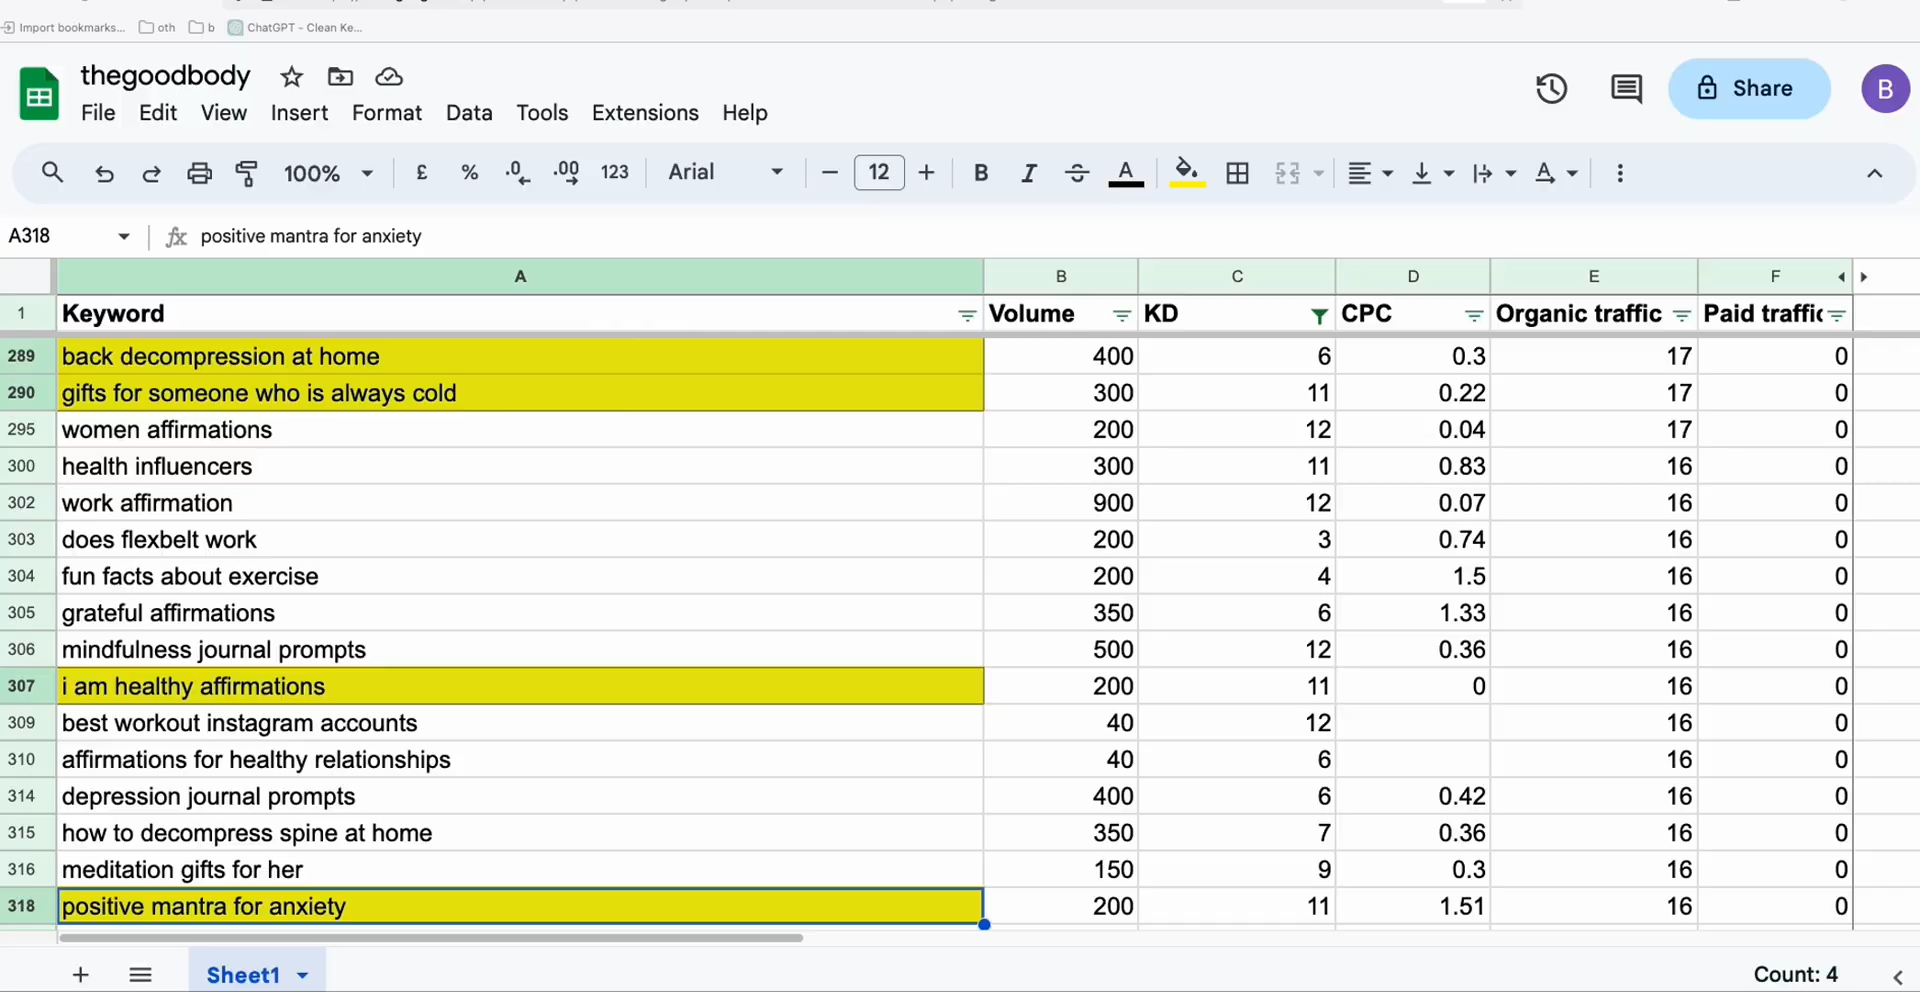 Import bookmarks... oth b ChatGPT - Clean Ke...
thegoodbody
File Edit View Insert Format Data Tools Extensions Help
Share B
100% £ % .0 .00 123 Arial 12 B I S A A
A318 fx positive mantra for anxiety
A B C D E F
1 Keyword Volume KD CPC Organic traffic Paid traffic
289 back decompression at home 400 6 0.3 17 0
290 gifts for someone who is always cold 300 11 0.22 17 0
295 women affirmations 200 12 0.04 17 0
300 health influencers 300 11 0.83 16 0
302 work affirmation 900 12 0.07 16 0
303 does flexbelt work 200 3 0.74 16 0
304 fun facts about exercise 200 4 1.5 16 0
305 grateful affirmations 350 6 1.33 16 0
306 mindfulness journal prompts 500 12 0.36 16 0
307 i am healthy affirmations 200 11 0 16 0
309 best workout instagram accounts 40 12 16 0
310 affirmations for healthy relationships 40 6 16 0
314 depression journal prompts 400 6 0.42 16 0
315 how to decompress spine at home 350 7 0.36 16 0
316 meditation gifts for her 150 9 0.3 16 0
318 positive mantra for anxiety 200 11 1.51 16 0
Sheet1 Count: 4